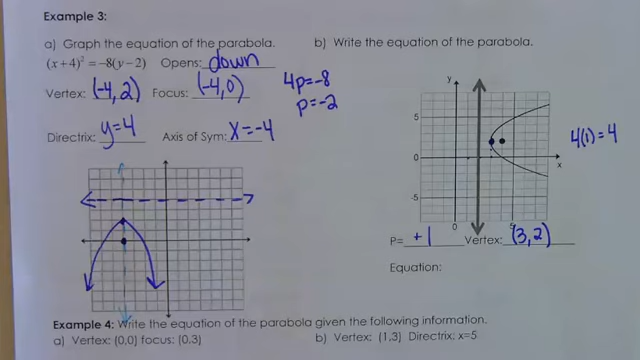 Example 3:
a) Graph the equation of the parabola.
(x+4)² = -8(y-2) Opens: down
Vertex: (-4,2) Focus: (-4,0)
4p=-8
p=-2
Directrix: y=4 Axis of Sym: x=-4
b) Write the equation of the parabola.
y
5
0
-5
0
5
x
4(1)=4
P= +1 Vertex: (3,2)
Equation:
Example 4: Write the equation of the parabola given the following information.
a) Vertex: (0,0) focus: (0,3) b) Vertex: (1,3) Directrix: x=5